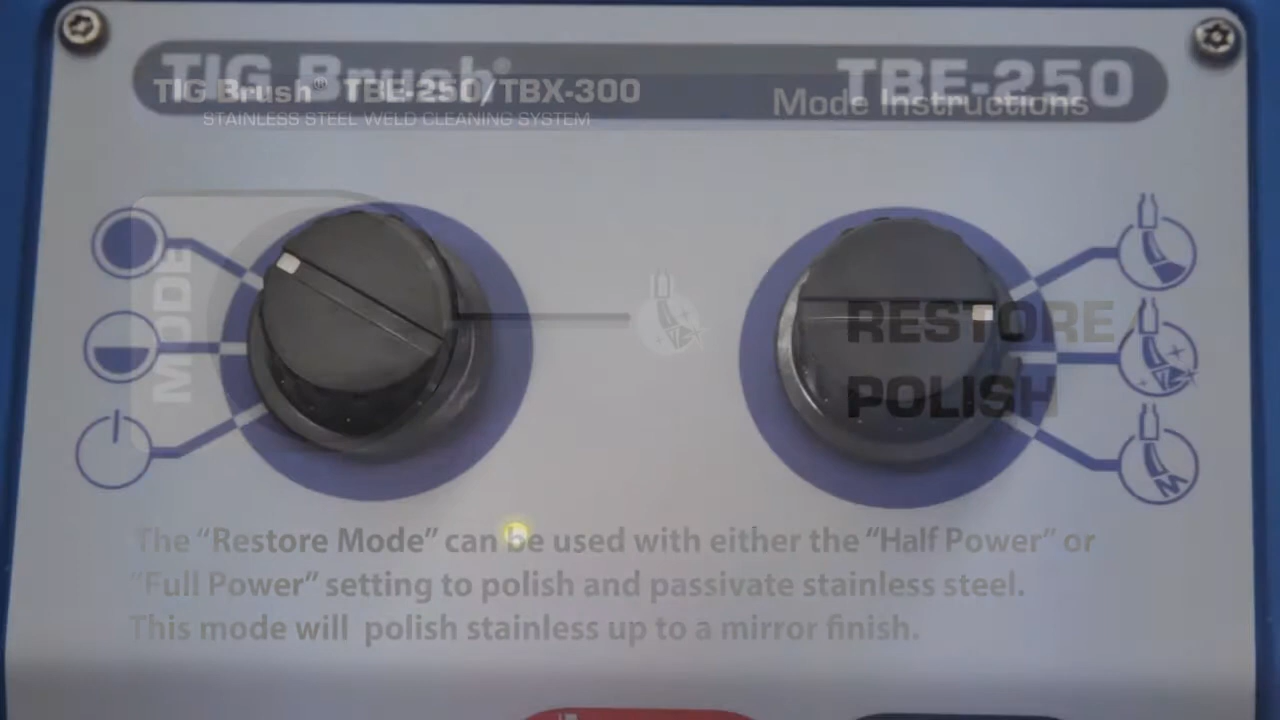 TIG Brush® TBE-250
TIG Brush™ TBE-250/TBX-300
STAINLESS STEEL WELD CLEANING SYSTEM
Mode Instructions
MODE
RESTORE
POLISH
M
The “Restore Mode” can be used with either the “Half Power” or
“Full Power” setting to polish and passivate stainless steel.
This mode will polish stainless up to a mirror finish.